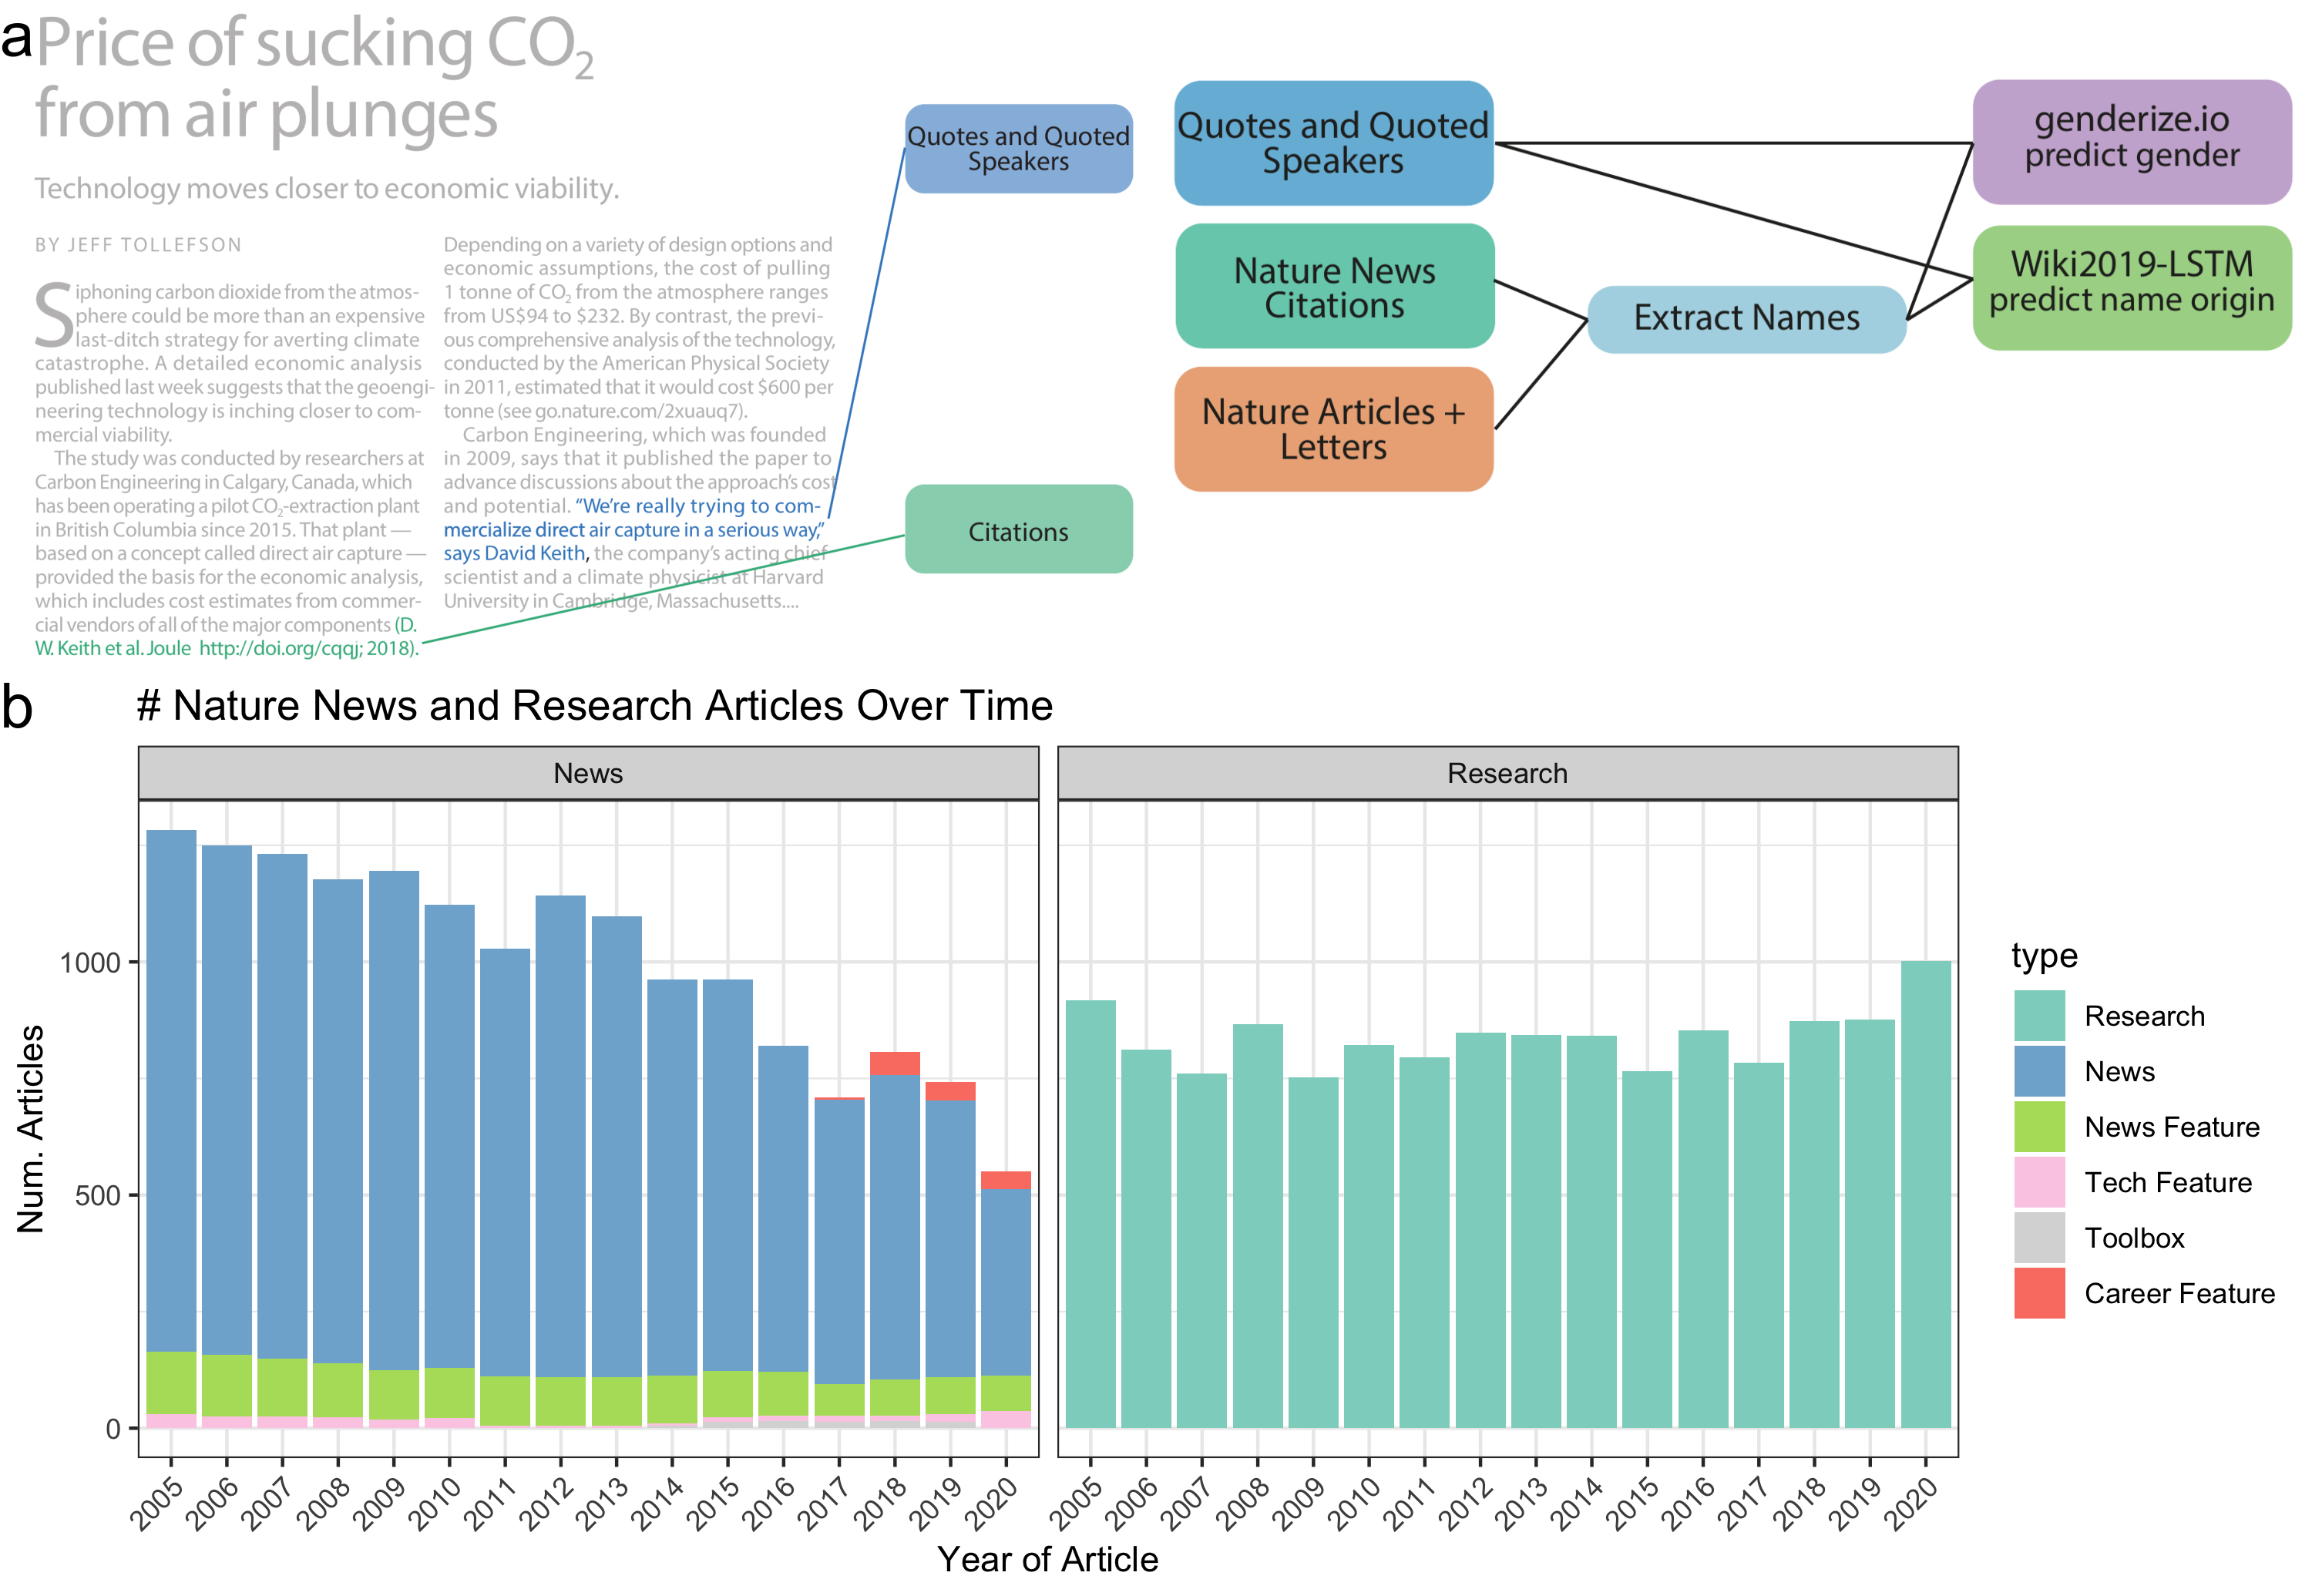 a
Price of sucking CO2
from air plunges
Technology moves closer to economic viability.
BY JEFF TOLLEFSON
Siphoning carbon dioxide from the atmos-
phere could be more than an expensive
last-ditch strategy for averting climate
catastrophe. A detailed economic analysis
published last week suggests that the geoengi-
neering technology is inching closer to com-
mercial viability.
The study was conducted by researchers at
Carbon Engineering in Calgary, Canada, which
has been operating a pilot CO2-extraction plant
in British Columbia since 2015. That plant —
based on a concept called direct air capture —
provided the basis for the economic analysis,
which includes cost estimates from commer-
cial vendors of all of the major components (D.
W. Keith et al. Joule http://doi.org/cqqj; 2018).
Depending on a variety of design options and
economic assumptions, the cost of pulling
1 tonne of CO2 from the atmosphere ranges
from US$94 to $232. By contrast, the previ-
ous comprehensive analysis of the technology,
conducted by the American Physical Society
in 2011, estimated that it would cost $600 per
tonne (see go.nature.com/2xuauq7).
Carbon Engineering, which was founded
in 2009, says that it published the paper to
advance discussions about the approach's cost
and potential. “We're really trying to com-
mercialize direct air capture in a serious way,”
says David Keith, the company's acting chief
scientist and a climate physicist at Harvard
University in Cambridge, Massachusetts....
Quotes and Quoted
Speakers
Citations
Quotes and Quoted
Speakers
Nature News
Citations
Nature Articles +
Letters
Extract Names
genderize.io
predict gender
Wiki2019-LSTM
predict name origin
b
# Nature News and Research Articles Over Time
News
Research
Num. Articles
1000
500
0
2005 2006 2007 2008 2009 2010 2011 2012 2013 2014 2015 2016 2017 2018 2019 2020
2005 2006 2007 2008 2009 2010 2011 2012 2013 2014 2015 2016 2017 2018 2019 2020
Year of Article
type
Research
News
News Feature
Tech Feature
Toolbox
Career Feature